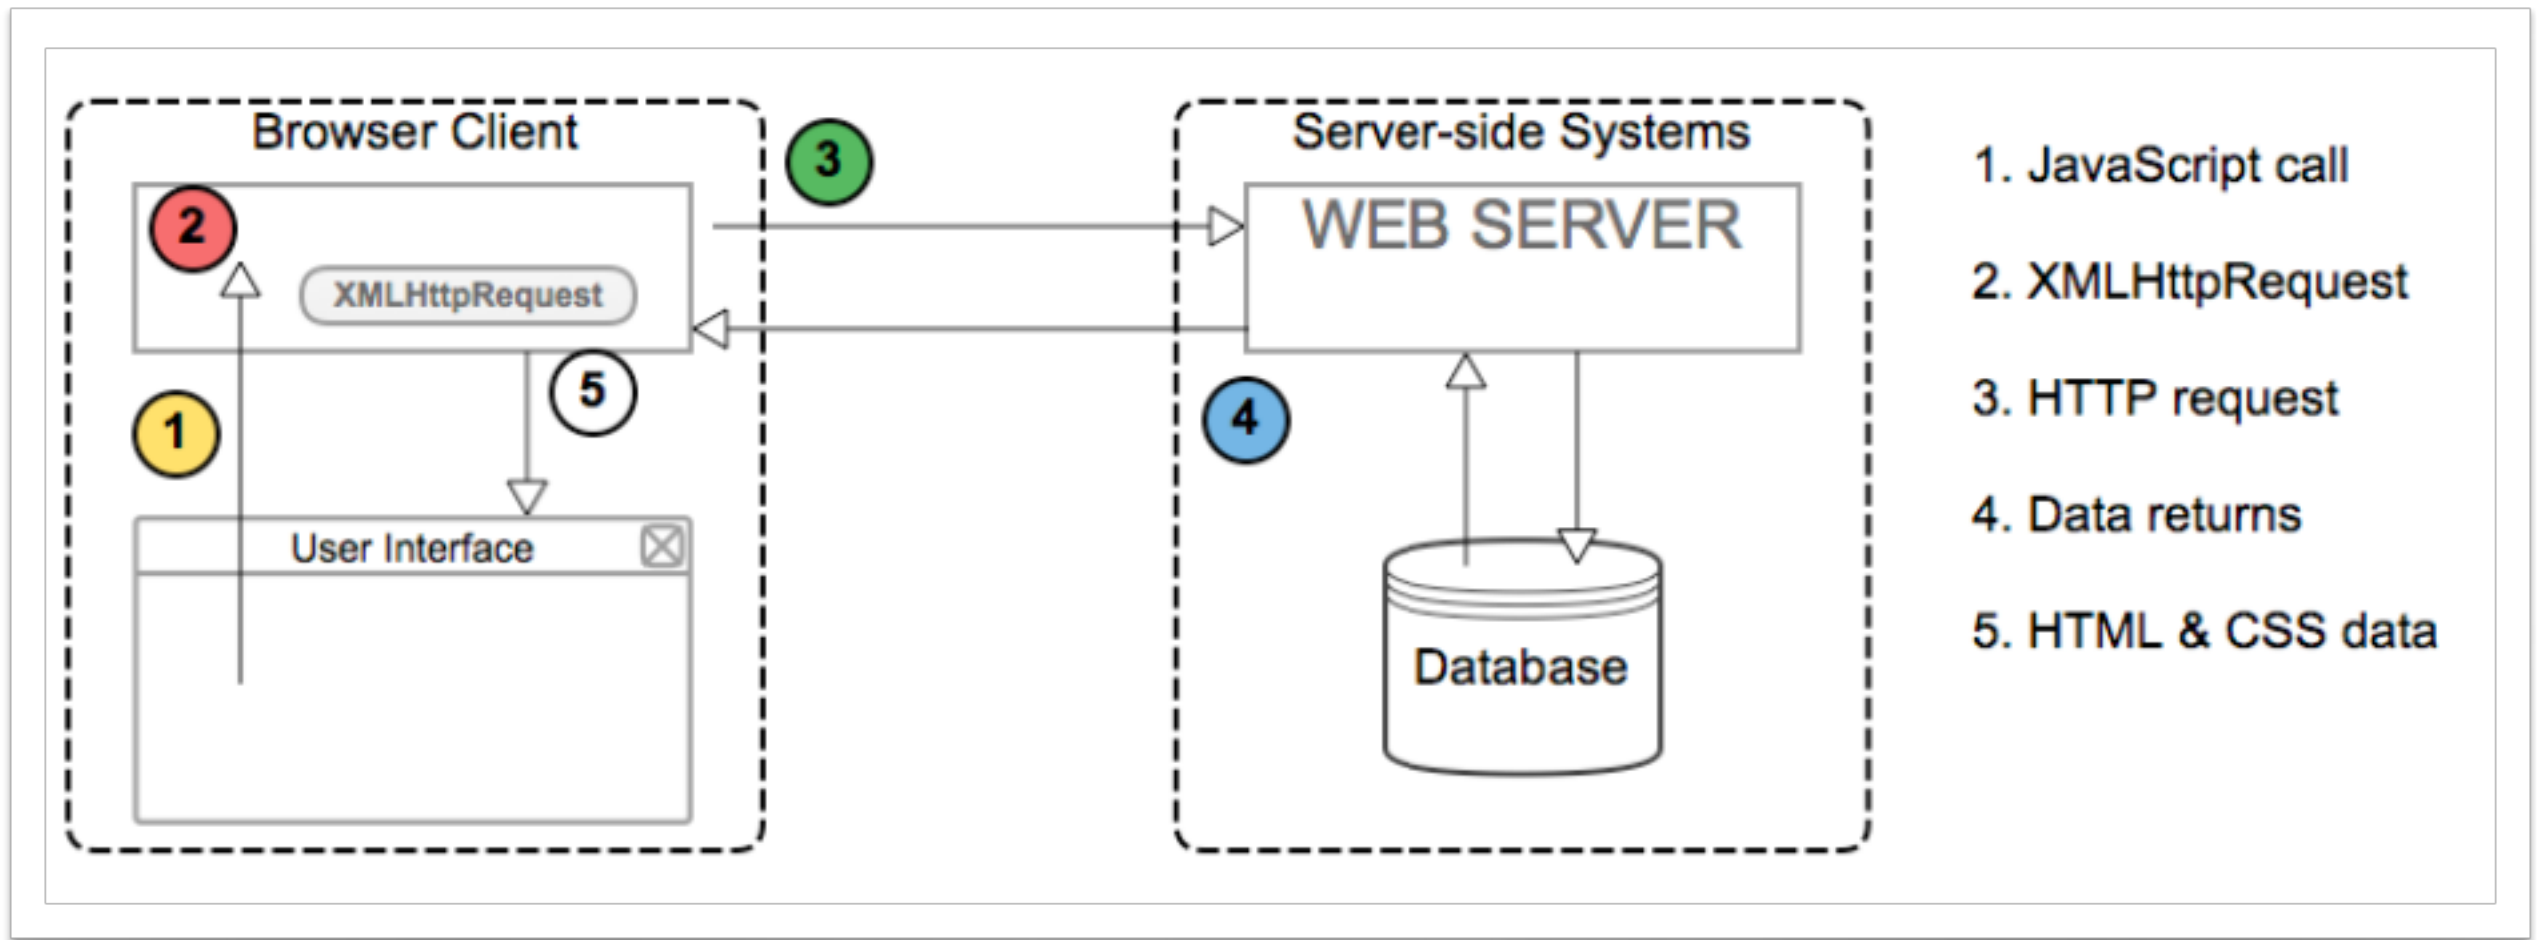 Browser Client
2
XMLHttpRequest
1
5
User Interface
3
4
Server-side Systems
WEB SERVER
Database
1. JavaScript call
2. XMLHttpRequest
3. HTTP request
4. Data returns
5. HTML & CSS data